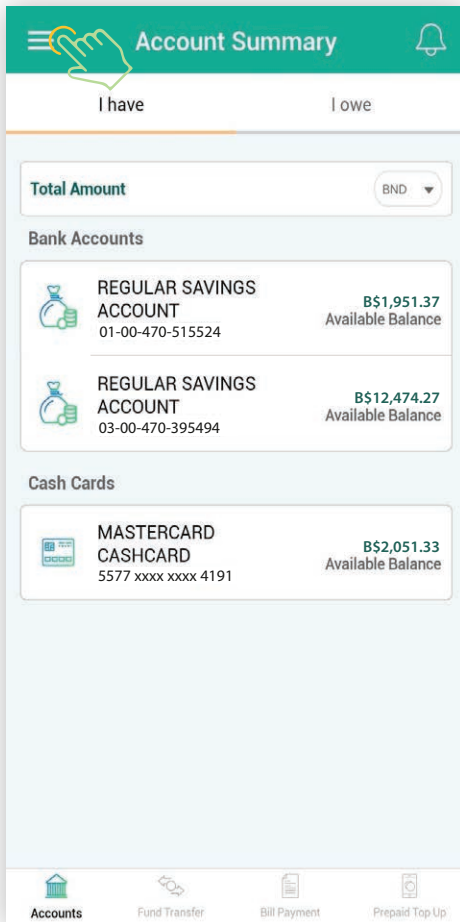 Account Summary
I have
I owe
Total Amount
BND
Bank Accounts
REGULAR SAVINGS
ACCOUNT
01-00-470-515524
B$1,951.37
Available Balance
REGULAR SAVINGS
ACCOUNT
03-00-470-395494
B$12,474.27
Available Balance
Cash Cards
MASTERCARD
CASHCARD
5577 xxxx xxxx 4191
B$2,051.33
Available Balance
Accounts
Fund Transfer
Bill Payment
Prepaid Top Up